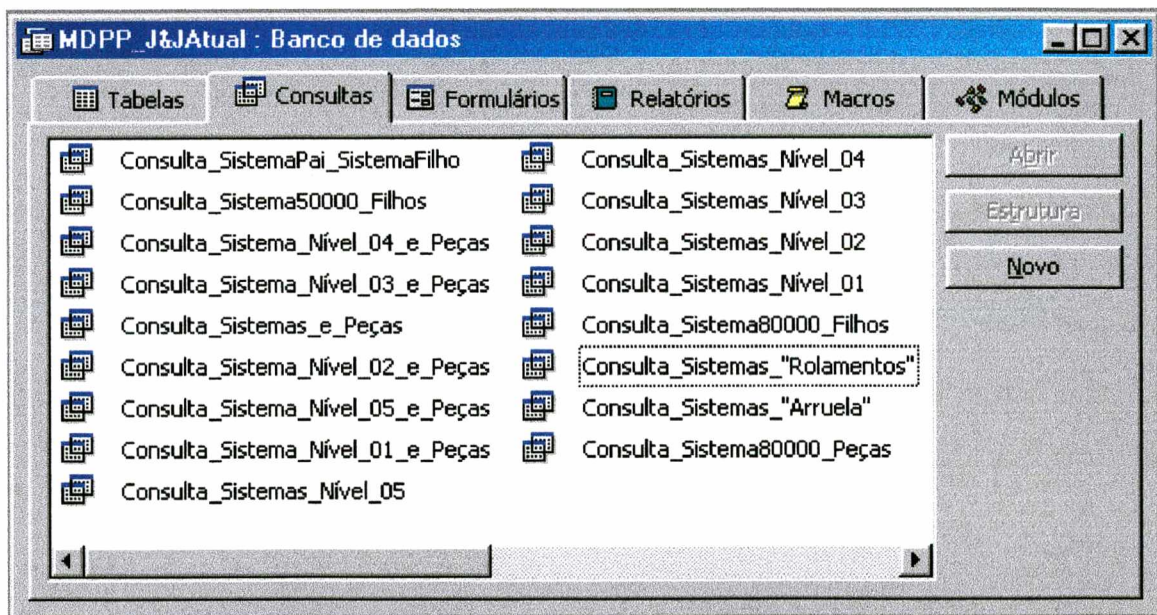 MDPP_J&JAtual : Banco de dados
Tabelas
Consultas
Formulários
Relatórios
Macros
Módulos
Consulta_SistemaPai_SistemaFilho
Consulta_Sistema50000_Filhos
Consulta_Sistema_Nível_04_e_Peças
Consulta_Sistema_Nível_03_e_Peças
Consulta_Sistemas_e_Peças
Consulta_Sistema_Nível_02_e_Peças
Consulta_Sistema_Nível_05_e_Peças
Consulta_Sistema_Nível_01_e_Peças
Consulta_Sistemas_Nível_05
Consulta_Sistemas_Nível_04
Consulta_Sistemas_Nível_03
Consulta_Sistemas_Nível_02
Consulta_Sistemas_Nível_01
Consulta_Sistema80000_Filhos
Consulta_Sistemas_"Rolamentos"
Consulta_Sistemas_"Arruela"
Consulta_Sistema80000_Peças
Abrir
Estrutura
Novo